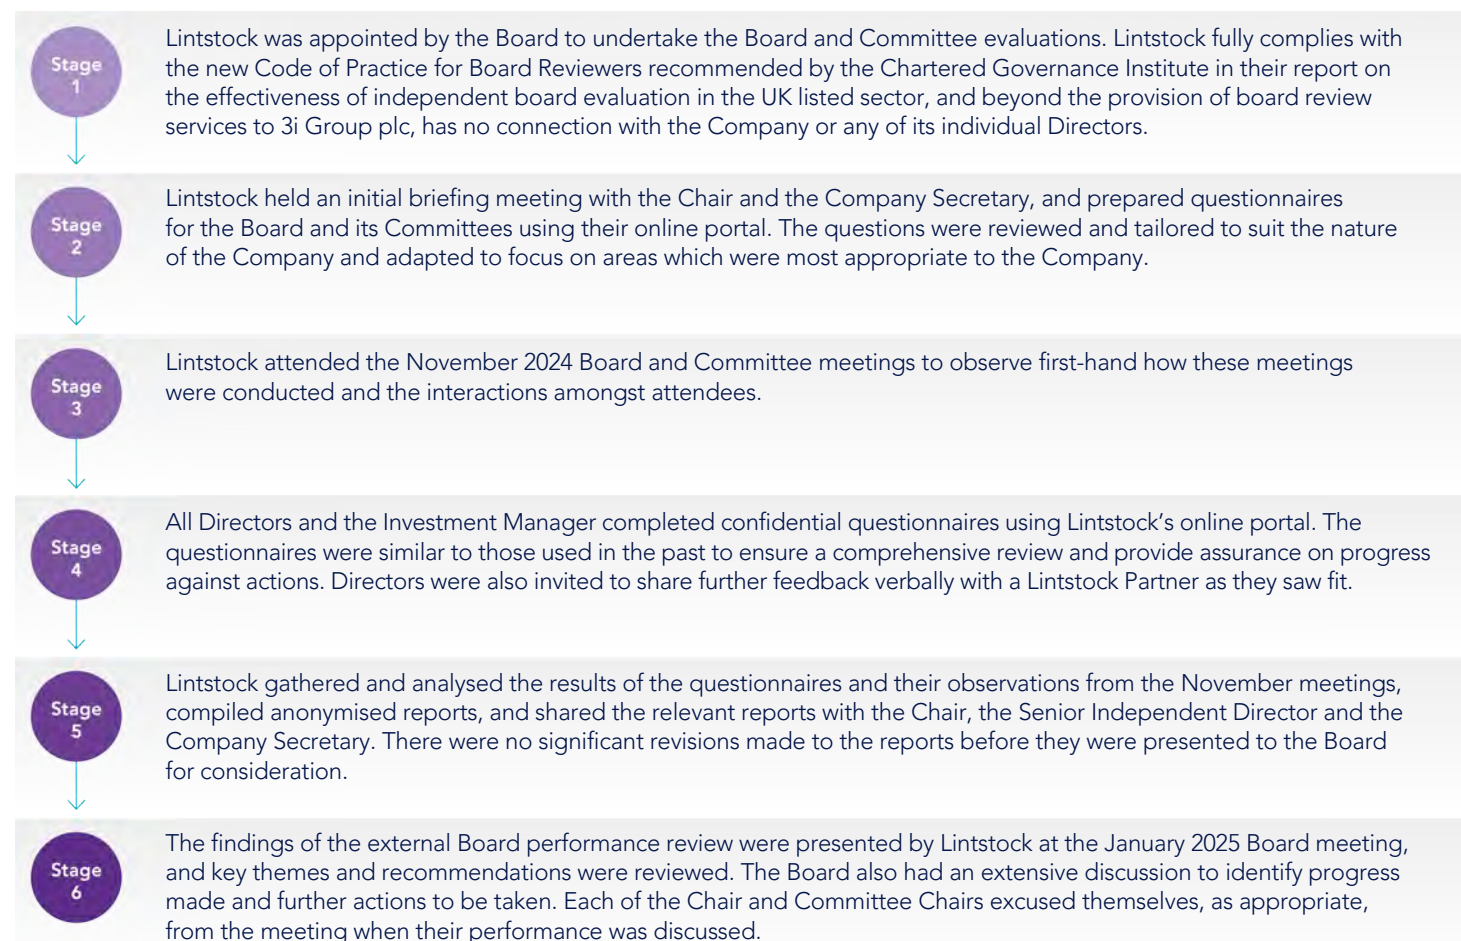 Stage
1
Lintstock was appointed by the Board to undertake the Board and Committee evaluations. Lintstock fully complies with
the new Code of Practice for Board Reviewers recommended by the Chartered Governance Institute in their report on
the effectiveness of independent board evaluation in the UK listed sector, and beyond the provision of board review
services to 3i Group plc, has no connection with the Company or any of its individual Directors.
Stage
2
Lintstock held an initial briefing meeting with the Chair and the Company Secretary, and prepared questionnaires
for the Board and its Committees using their online portal. The questions were reviewed and tailored to suit the nature
of the Company and adapted to focus on areas which were most appropriate to the Company.
Stage
3
Lintstock attended the November 2024 Board and Committee meetings to observe first-hand how these meetings
were conducted and the interactions amongst attendees.
Stage
4
All Directors and the Investment Manager completed confidential questionnaires using Lintstock’s online portal. The
questionnaires were similar to those used in the past to ensure a comprehensive review and provide assurance on progress
against actions. Directors were also invited to share further feedback verbally with a Lintstock Partner as they saw fit.
Stage
5
Lintstock gathered and analysed the results of the questionnaires and their observations from the November meetings,
compiled anonymised reports, and shared the relevant reports with the Chair, the Senior Independent Director and the
Company Secretary. There were no significant revisions made to the reports before they were presented to the Board
for consideration.
Stage
6
The findings of the external Board performance review were presented by Lintstock at the January 2025 Board meeting,
and key themes and recommendations were reviewed. The Board also had an extensive discussion to identify progress
made and further actions to be taken. Each of the Chair and Committee Chairs excused themselves, as appropriate,
from the meeting when their performance was discussed.